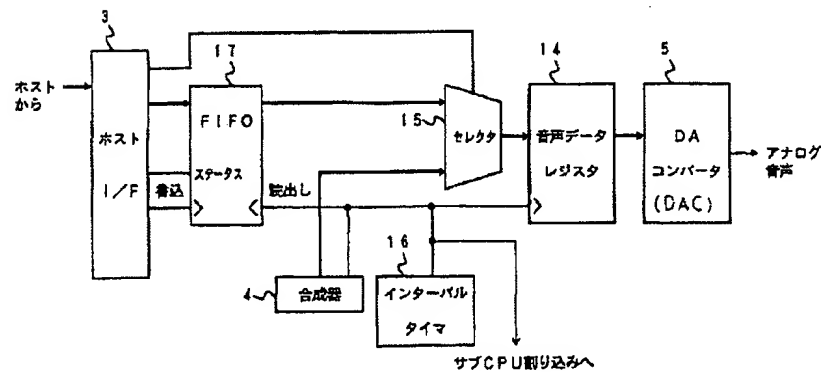 3
17
14
5
ホスト
から
ホスト
I/F
FIFO
ステータス
書込
読出し
15
セレクタ
音声データ
レジスタ
DA
コンバータ
(DAC)
アナログ
音声
4
合成器
16
インターバル
タイマ
サブCPU割り込みへ